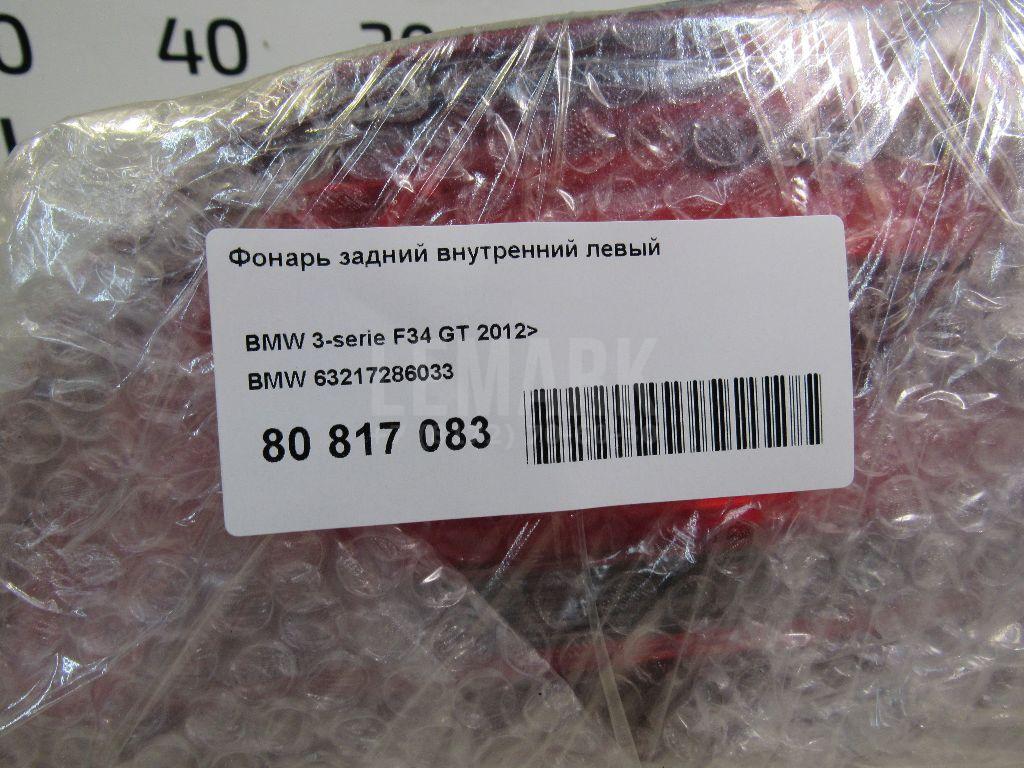 40
Фонарь задний внутренний левый
BMW 3-serie F34 GT 2012>
BMW 63217286033
LEMARK
80 817 083